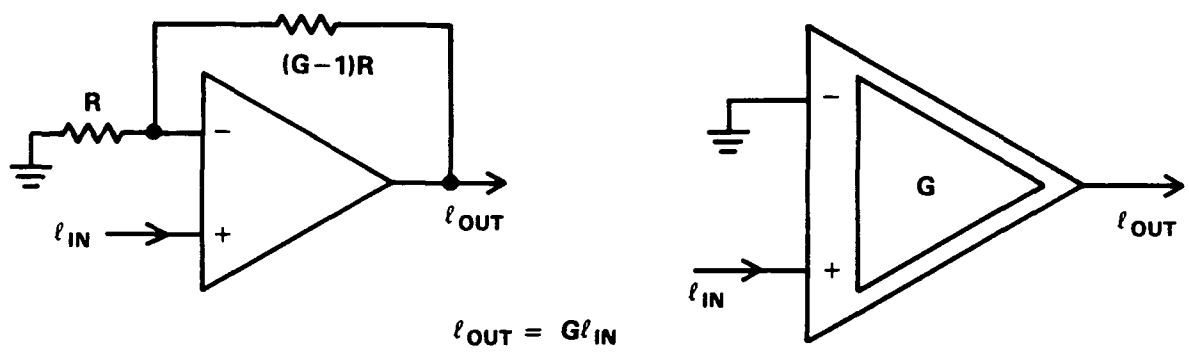 (G−1)R
R
−
ℓIN
+
ℓOUT
−
G
+
ℓIN
ℓOUT
ℓOUT = GℓIN